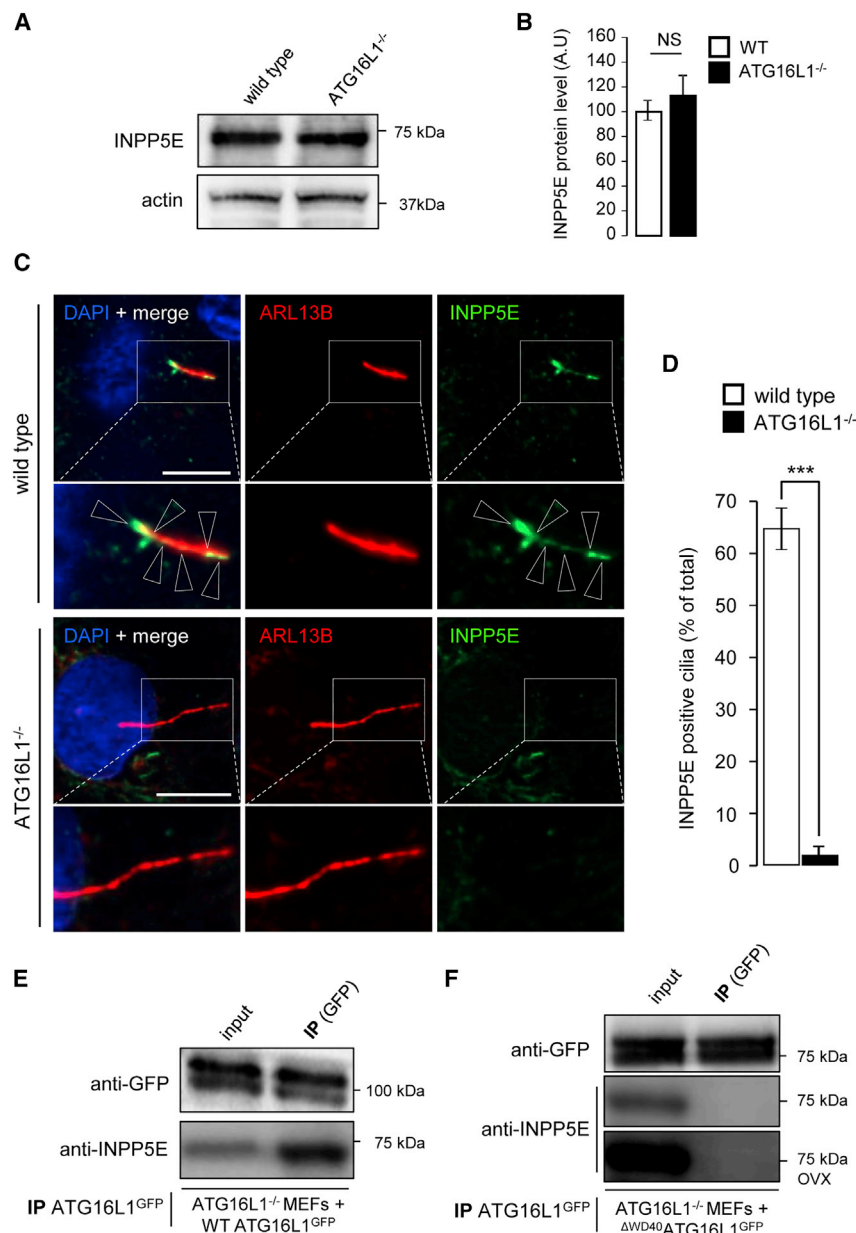 A
wild type
ATG16L1-/-
INPP5E
75 kDa
actin
37kDa
B
INPP5E protein level (A.U)
160
140
120
100
80
60
40
20
0
NS
WT
ATG16L1-/-
C
wild type
DAPI + merge
ARL13B
INPP5E
ATG16L1-/-
DAPI + merge
ARL13B
INPP5E
D
wild type
ATG16L1-/-
***
INPP5E positive cilia (% of total)
70
60
50
40
30
20
10
0
E
input
IP (GFP)
anti-GFP
100 kDa
anti-INPP5E
75 kDa
IP ATG16L1GFP
ATG16L1-/- MEFs +
WT ATG16L1GFP
F
input
IP (GFP)
anti-GFP
75 kDa
anti-INPP5E
75 kDa
75 kDa
OVX
IP ATG16L1GFP
ATG16L1-/- MEFs +
ΔWD40ATG16L1GFP